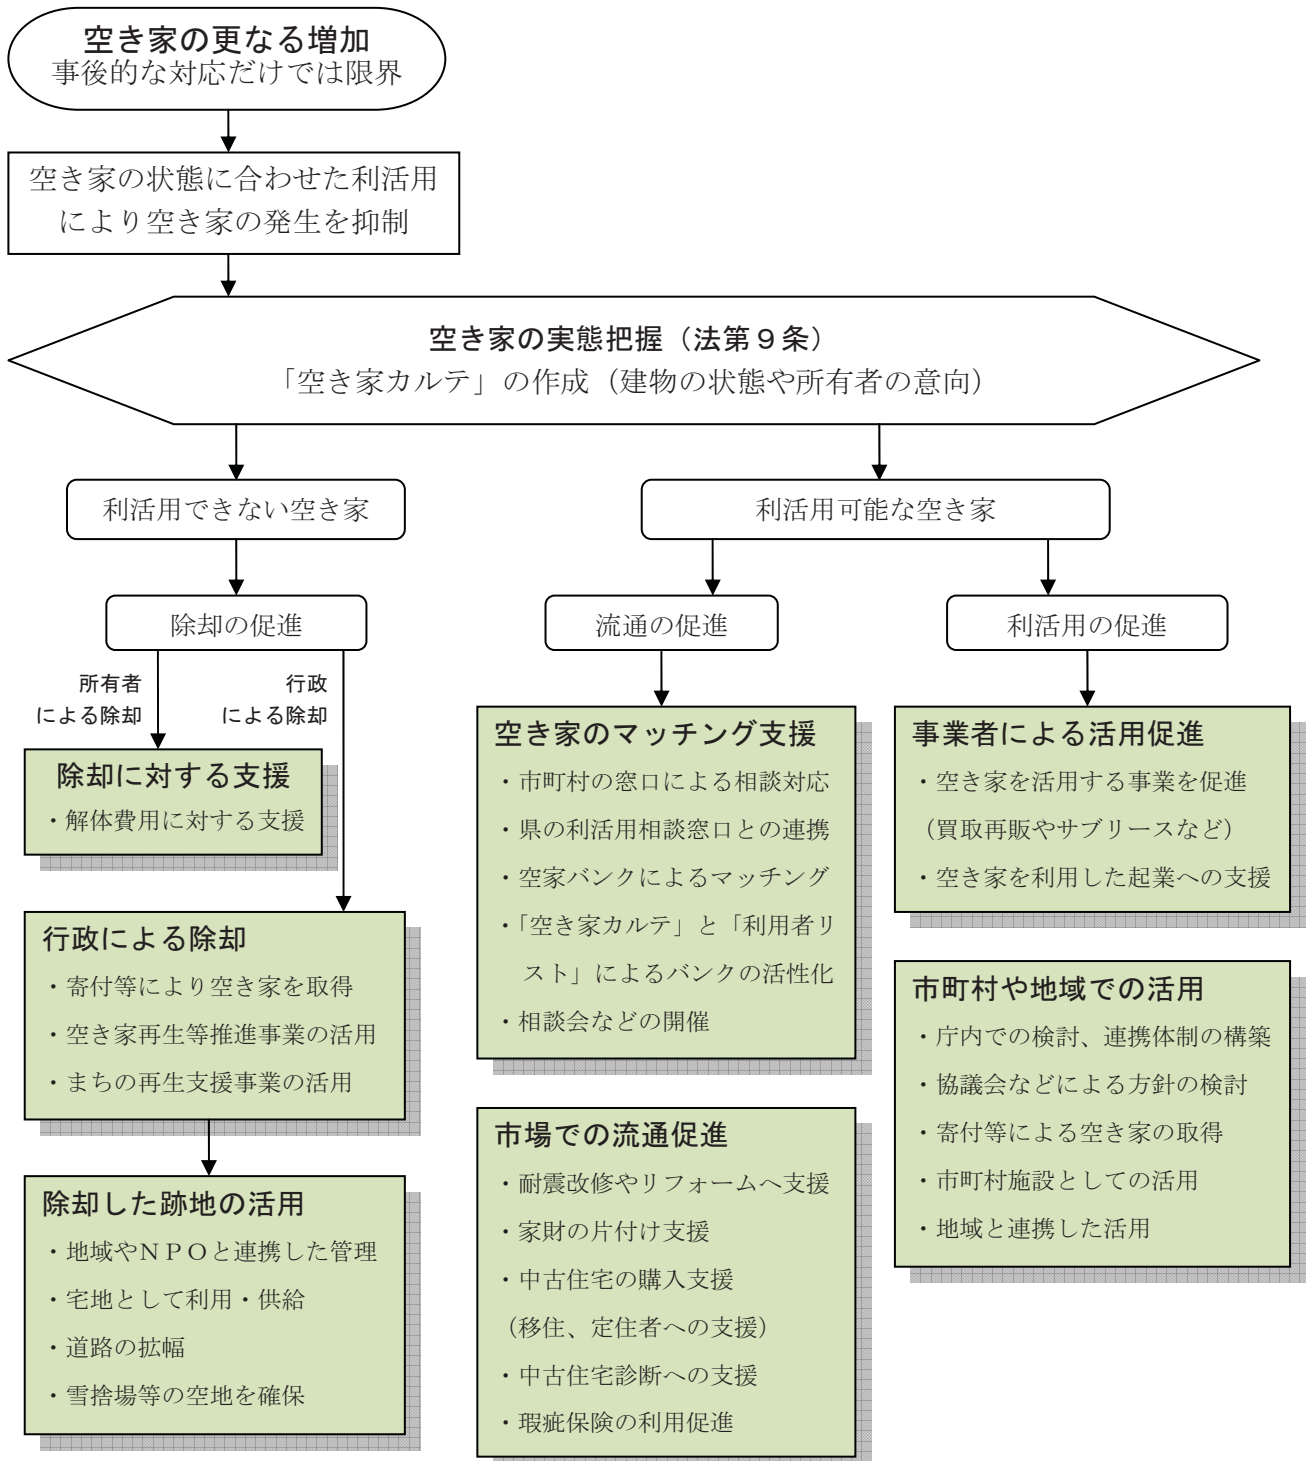 空き家の更なる増加
事後的な対応だけでは限界
空き家の状態に合わせた利活用
により空き家の発生を抑制
空き家の実態把握（法第９条）
「空き家カルテ」の作成（建物の状態や所有者の意向）
利活用できない空き家
利活用可能な空き家
除却の促進
流通の促進
利活用の促進
所有者
による除却
行政
による除却
除却に対する支援
・解体費用に対する支援
行政による除却
・寄付等により空き家を取得
・空き家再生等推進事業の活用
・まちの再生支援事業の活用
除却した跡地の活用
・地域やＮＰＯと連携した管理
・宅地として利用・供給
・道路の拡幅
・雪捨場等の空地を確保
空き家のマッチング支援
・市町村の窓口による相談対応
・県の利活用相談窓口との連携
・空家バンクによるマッチング
・「空き家カルテ」と「利用者リ
スト」によるバンクの活性化
・相談会などの開催
市場での流通促進
・耐震改修やリフォームへ支援
・家財の片付け支援
・中古住宅の購入支援
（移住、定住者への支援）
・中古住宅診断への支援
・瑕疵保険の利用促進
事業者による活用促進
・空き家を活用する事業を促進
（買取再販やサブリースなど）
・空き家を利用した起業への支援
市町村や地域での活用
・庁内での検討、連携体制の構築
・協議会などによる方針の検討
・寄付等による空き家の取得
・市町村施設としての活用
・地域と連携した活用